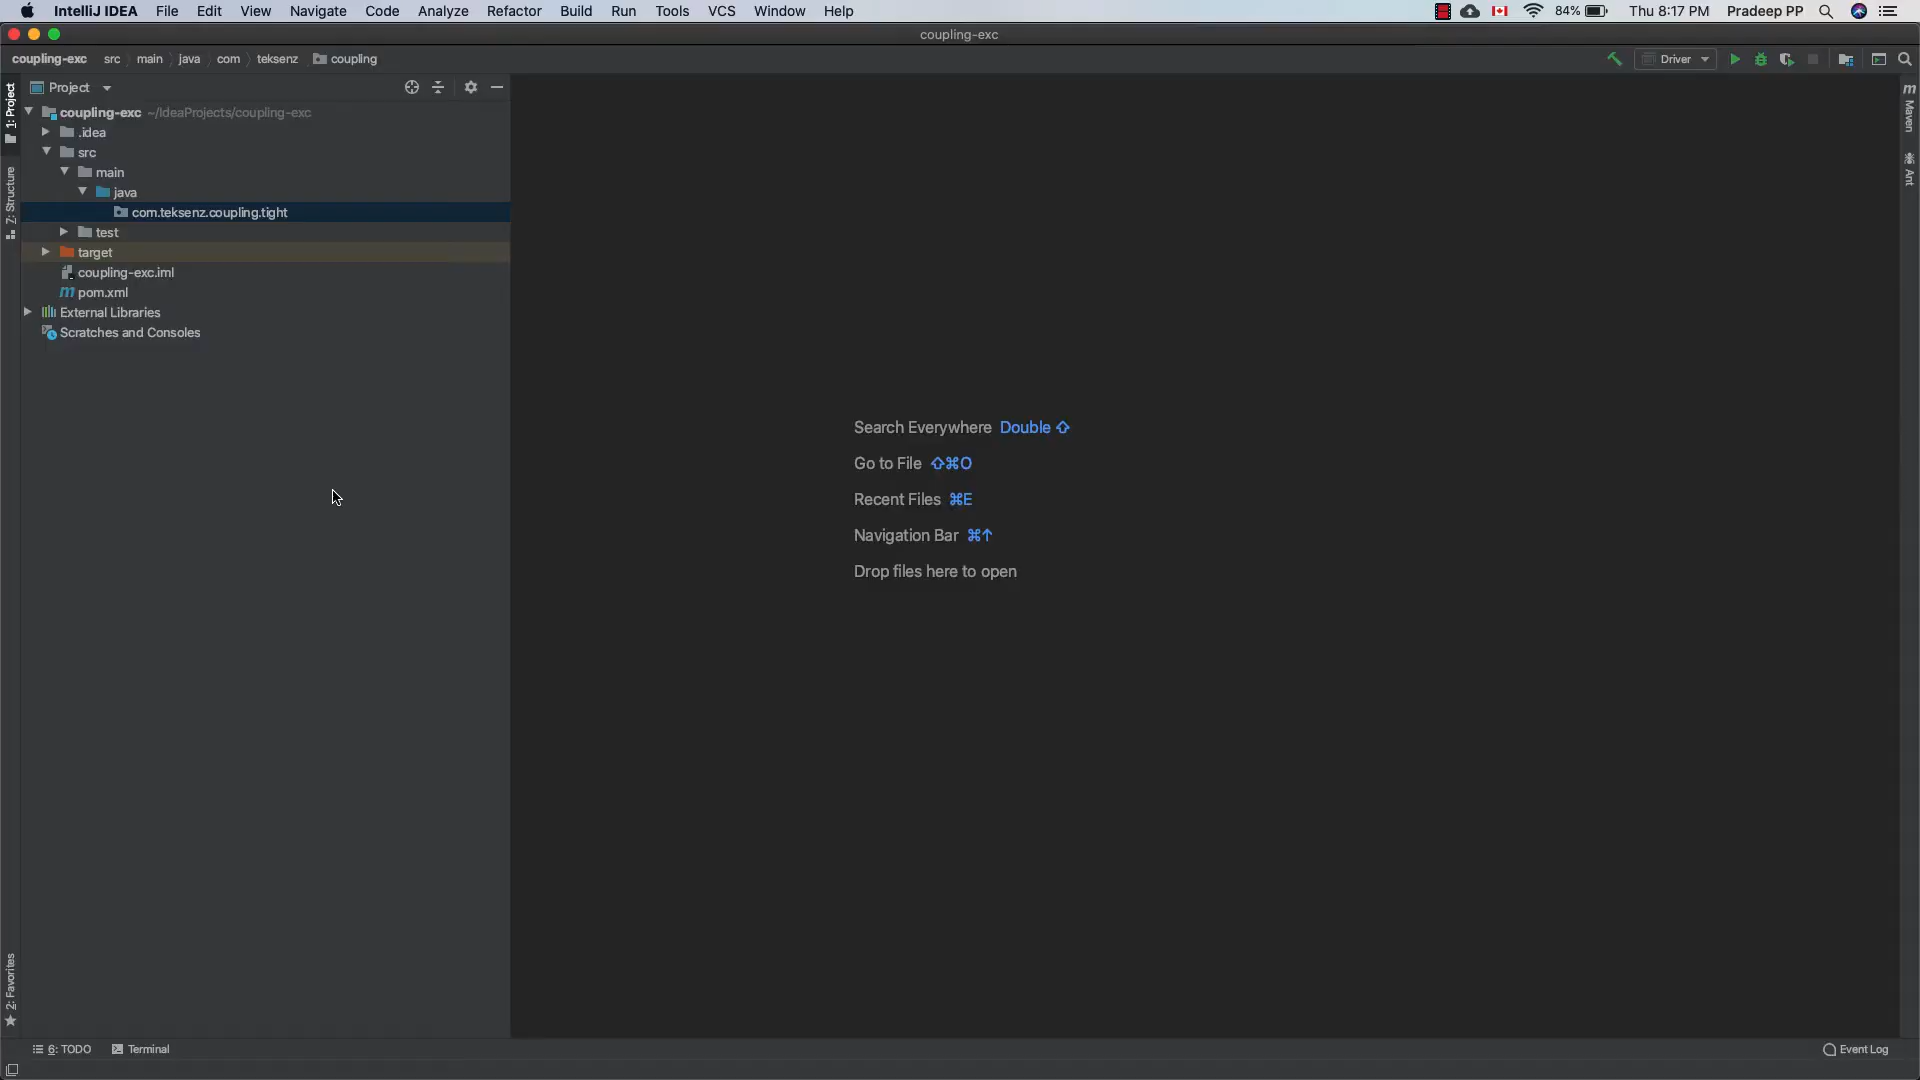 IntelliJ IDEA File Edit View Navigate Code Analyze Refactor Build Run Tools VCS Window Help 84% Thu 8:17 PM Pradeep PP
coupling-exc
coupling-exc src main java com teksenz coupling Driver
Project
coupling-exc ~/IdeaProjects/coupling-exc
.idea
src
main
java
com.teksenz.coupling.tight
test
target
coupling-exc.iml
pom.xml
External Libraries
Scratches and Consoles
1: Project
7: Structure
2: Favorites
Search Everywhere Double ⇧
Go to File ⇧⌘O
Recent Files ⌘E
Navigation Bar ⌘↑
Drop files here to open
m Maven
Ant
6: TODO Terminal Event Log